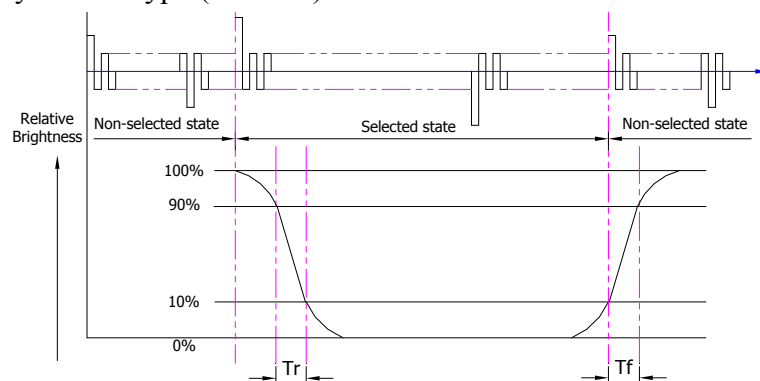 Relative
Brightness
Non-selected state
Selected state
Non-selected state
100%
90%
10%
0%
Tr
Tf